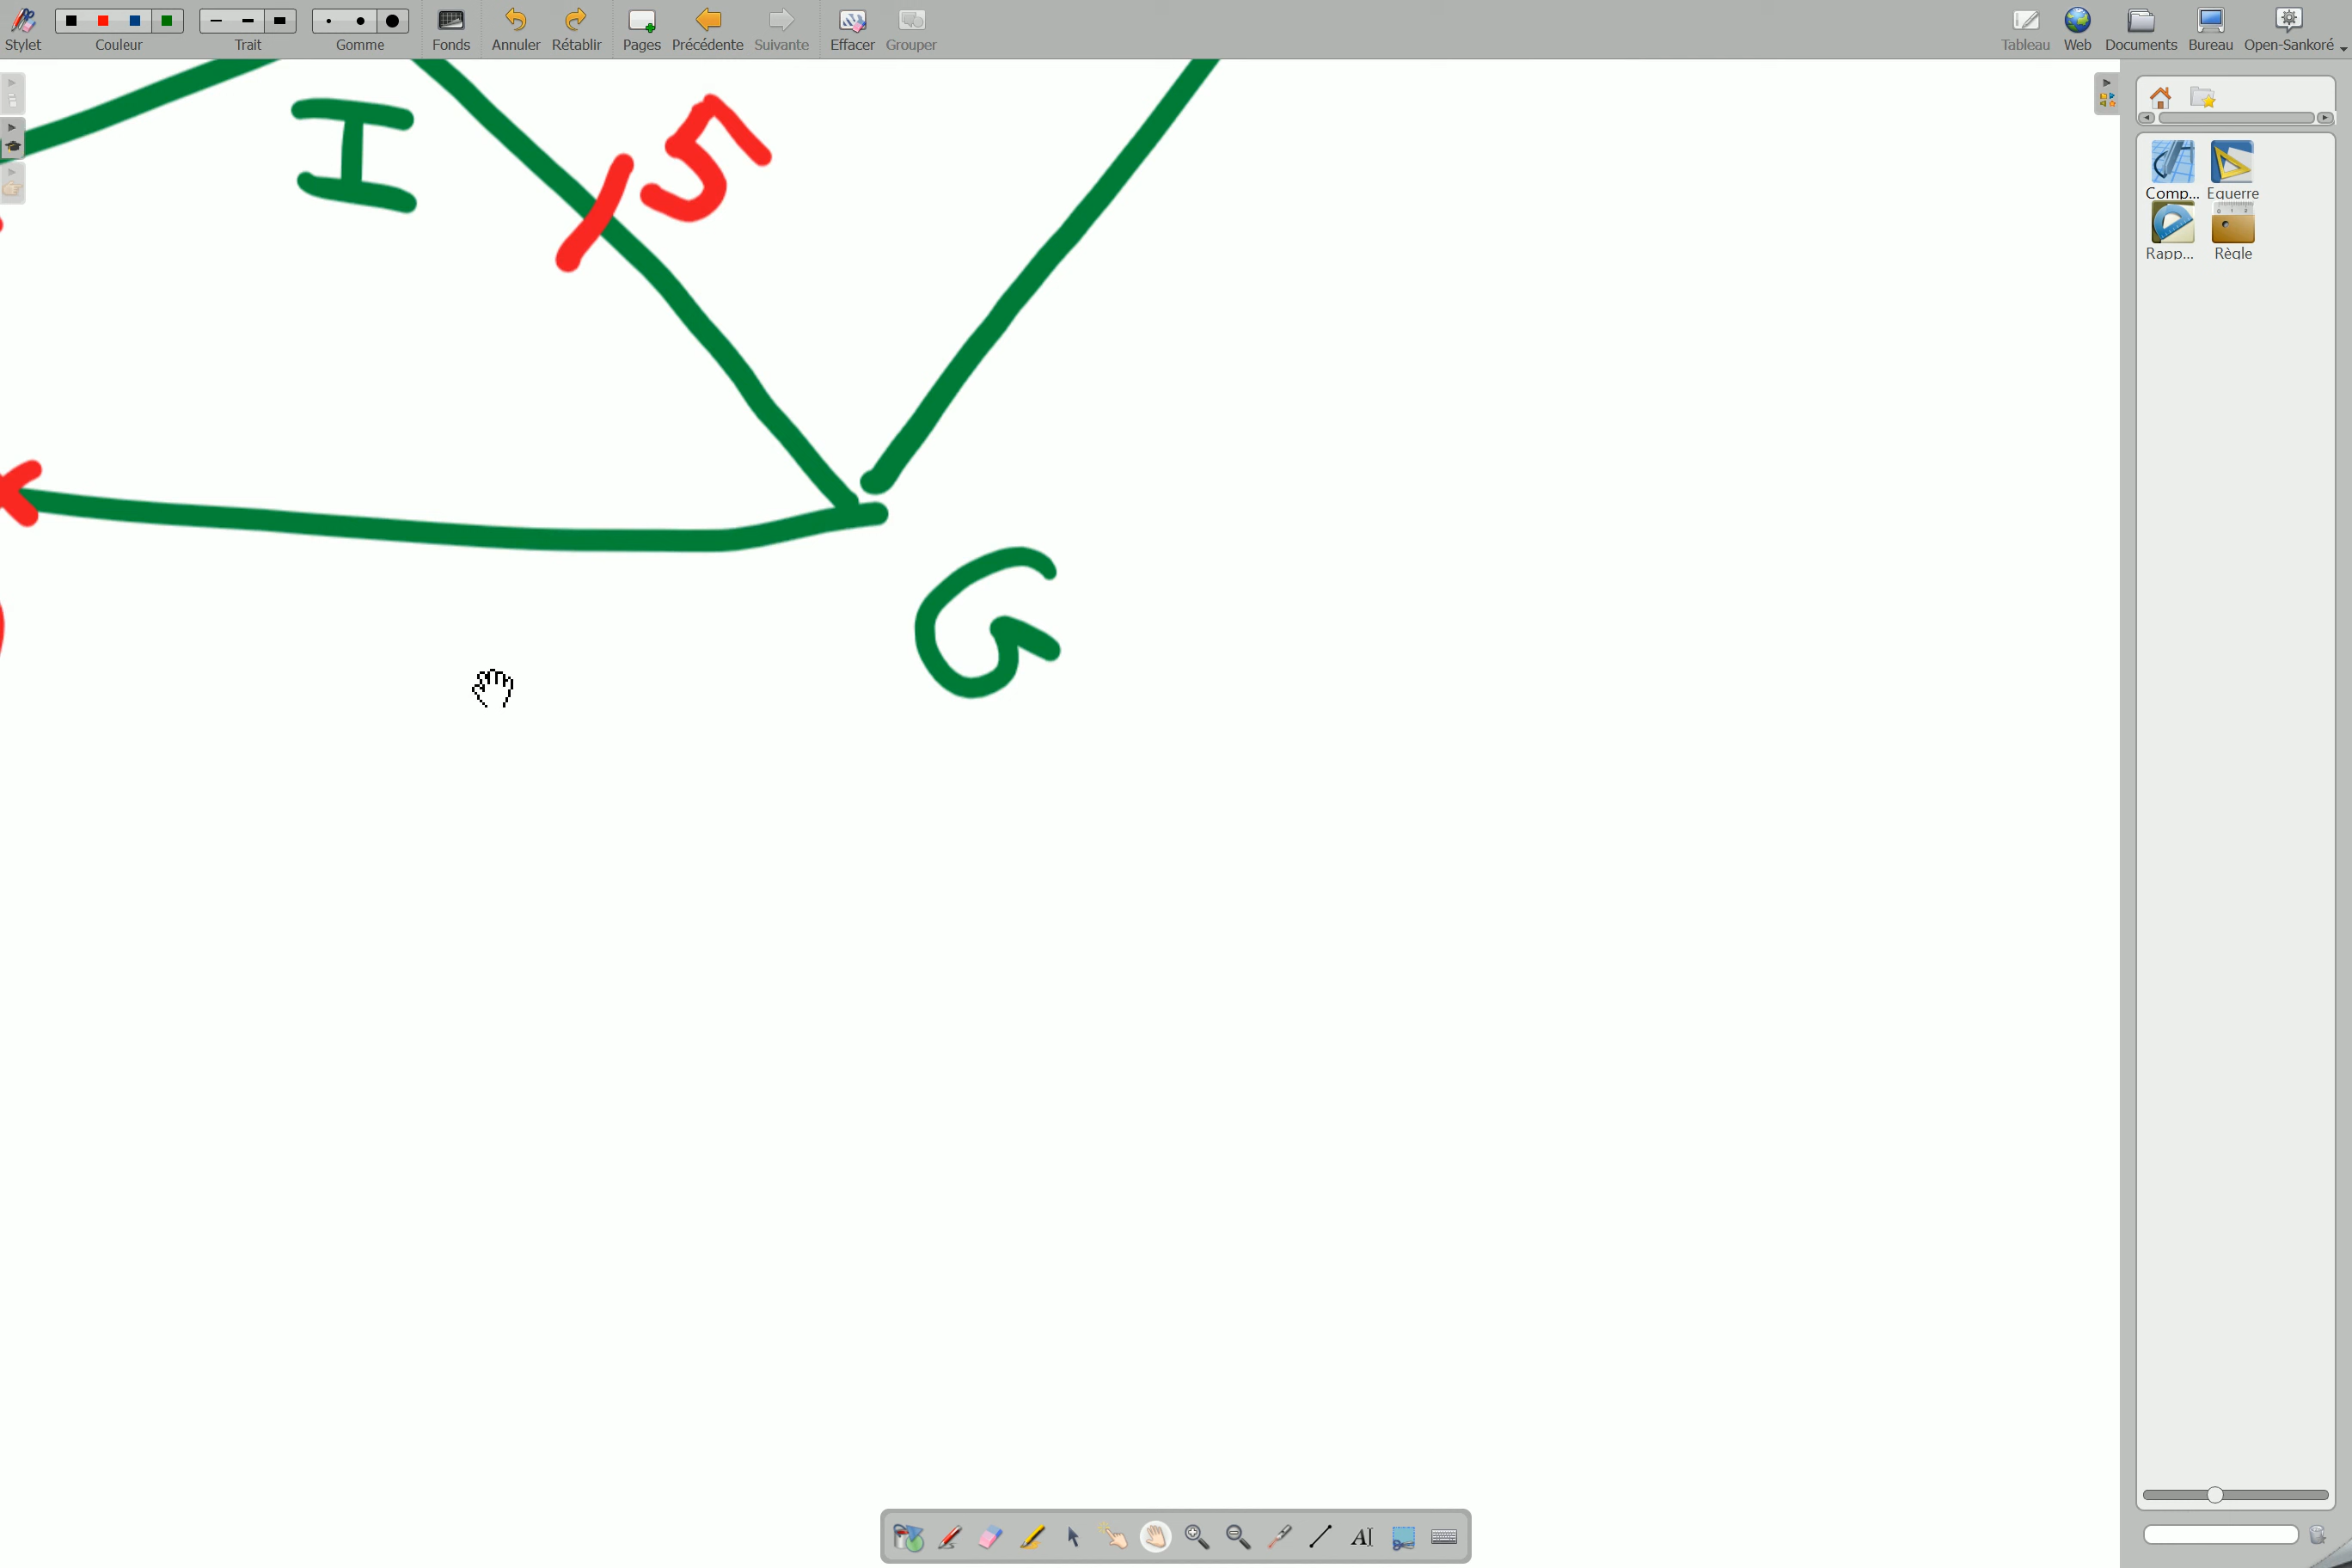 Stylet Couleur Trait Gomme Fonds Annuler Rétablir Pages Précédente Suivante Effacer Grouper Tableau Web Documents Bureau Open-Sankoré
H
5
Comp... Equerre
Rapp... Règle
G
AI